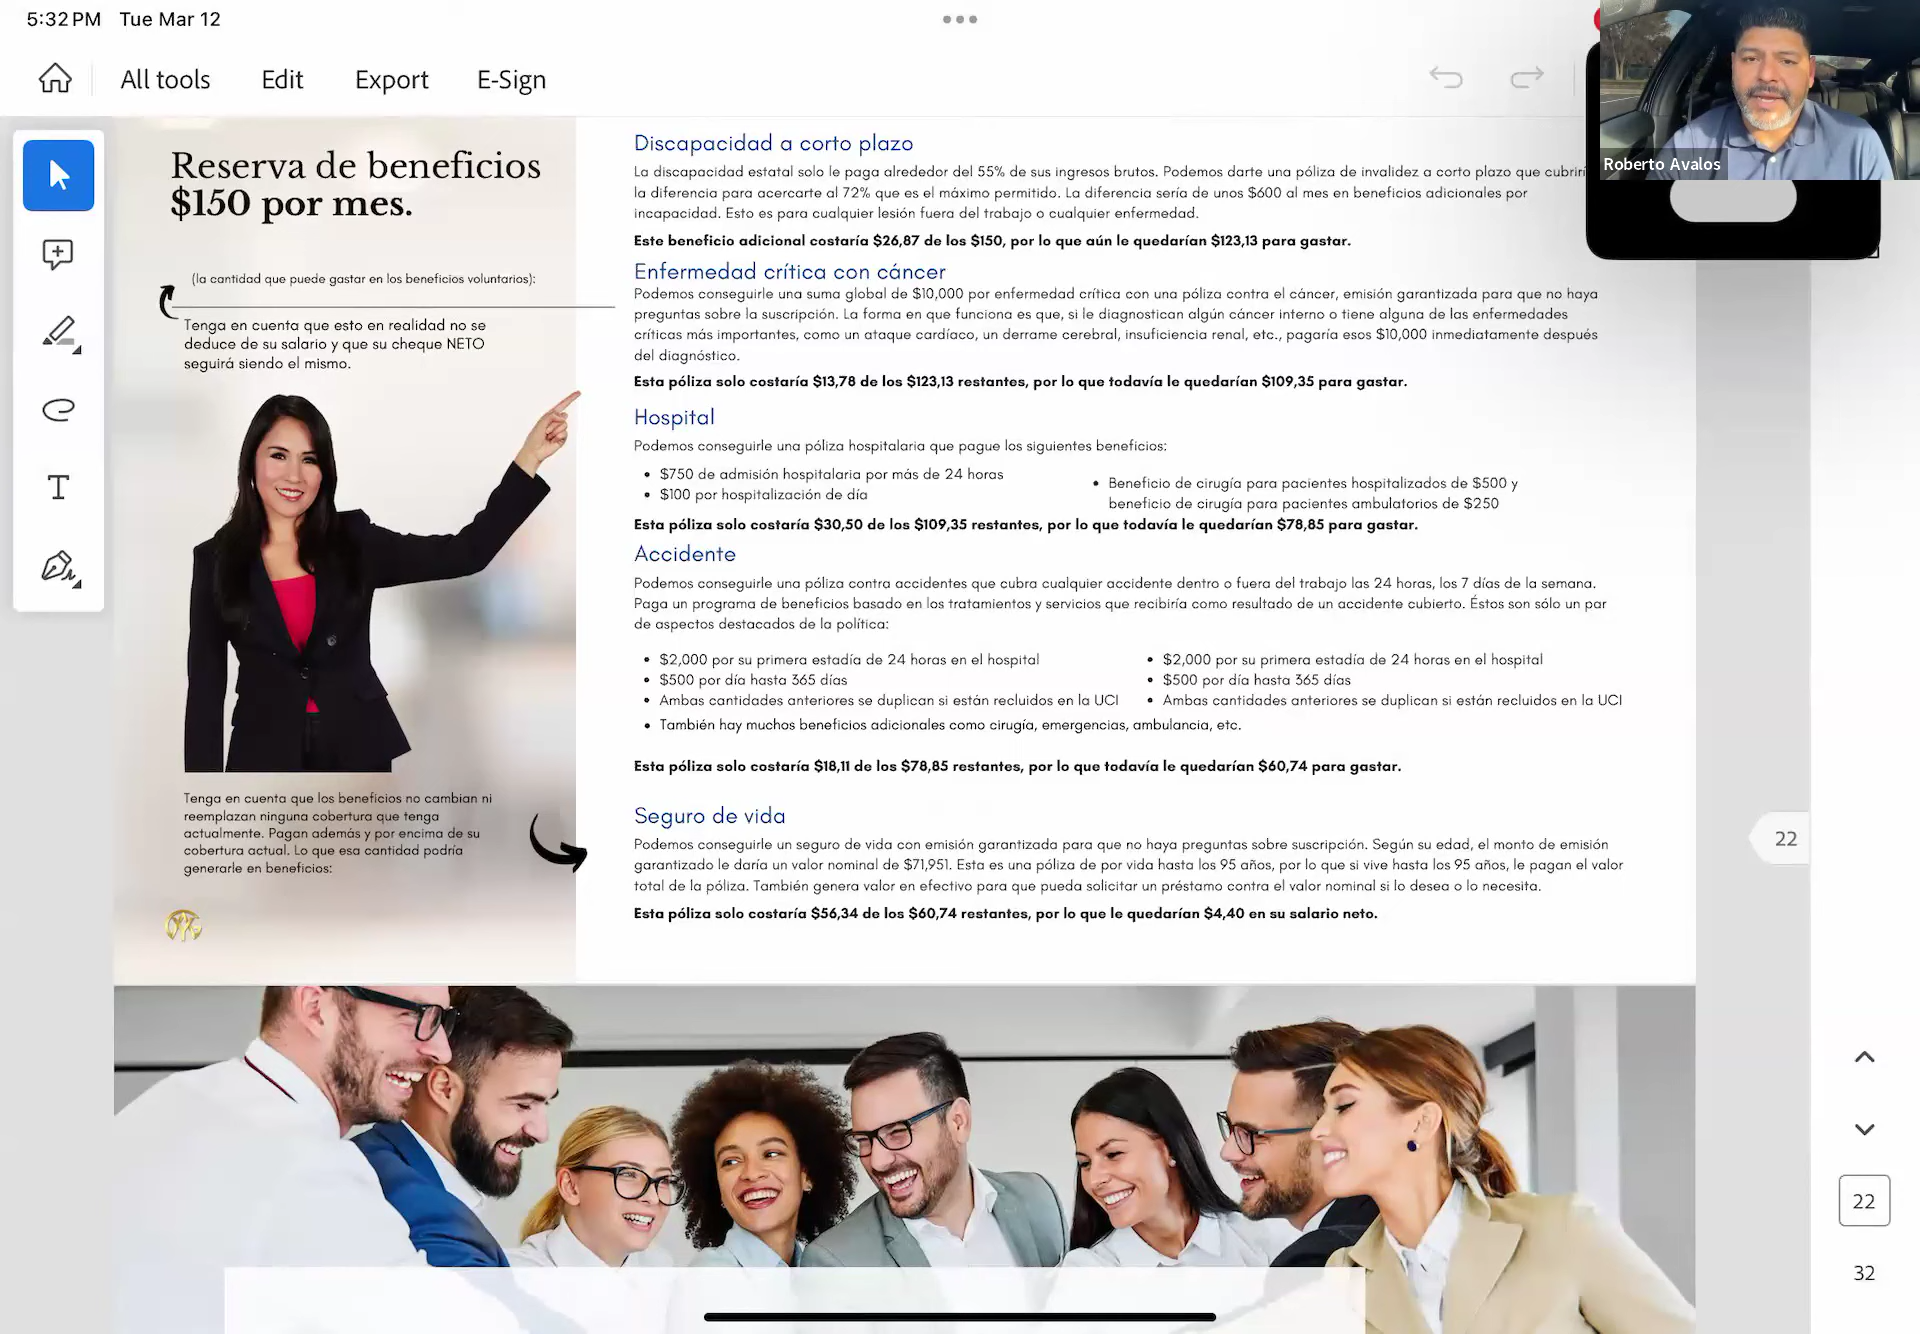 5:32 PM Tue Mar 12
All tools
Edit
Export
E-Sign
Roberto Avalos
Reserva de beneficios
$150 por mes.
(la cantidad que puede gastar en los beneficios voluntarios):
Tenga en cuenta que esto en realidad no se
deduce de su salario y que su cheque NETO
seguirá siendo el mismo.
Tenga en cuenta que los beneficios no cambian ni
reemplazan ninguna cobertura que tenga
actualmente. Pagan además y por encima de su
cobertura actual. Lo que esa cantidad podría
generarle en beneficios:
Discapacidad a corto plazo
La discapacidad estatal solo le paga alrededor del 55% de sus ingresos brutos. Podemos darte una póliza de invalidez a corto plazo que cubrirí
la diferencia para acercarte al 72% que es el máximo permitido. La diferencia sería de unos $600 al mes en beneficios adicionales por
incapacidad. Esto es para cualquier lesión fuera del trabajo o cualquier enfermedad.
Este beneficio adicional costaría $26,87 de los $150, por lo que aún le quedarían $123,13 para gastar.
Enfermedad crítica con cáncer
Podemos conseguirle una suma global de $10,000 por enfermedad crítica con una póliza contra el cáncer, emisión garantizada para que no haya
preguntas sobre la suscripción. La forma en que funciona es que, si le diagnostican algún cáncer interno o tiene alguna de las enfermedades
críticas más importantes, como un ataque cardíaco, un derrame cerebral, insuficiencia renal, etc., pagaría esos $10,000 inmediatamente después
del diagnóstico.
Esta póliza solo costaría $13,78 de los $123,13 restantes, por lo que todavía le quedarían $109,35 para gastar.
Hospital
Podemos conseguirle una póliza hospitalaria que pague los siguientes beneficios:
• $750 de admisión hospitalaria por más de 24 horas
• $100 por hospitalización de día
• Beneficio de cirugía para pacientes hospitalizados de $500 y
beneficio de cirugía para pacientes ambulatorios de $250
Esta póliza solo costaría $30,50 de los $109,35 restantes, por lo que todavía le quedarían $78,85 para gastar.
Accidente
Podemos conseguirle una póliza contra accidentes que cubra cualquier accidente dentro o fuera del trabajo las 24 horas, los 7 días de la semana.
Paga un programa de beneficios basado en los tratamientos y servicios que recibiría como resultado de un accidente cubierto. Éstos son sólo un par
de aspectos destacados de la política:
• $2,000 por su primera estadía de 24 horas en el hospital
• $500 por día hasta 365 días
• Ambas cantidades anteriores se duplican si están recluidos en la UCI
• También hay muchos beneficios adicionales como cirugía, emergencias, ambulancia, etc.
• $2,000 por su primera estadía de 24 horas en el hospital
• $500 por día hasta 365 días
• Ambas cantidades anteriores se duplican si están recluidos en la UCI
Esta póliza solo costaría $18,11 de los $78,85 restantes, por lo que todavía le quedarían $60,74 para gastar.
Seguro de vida
Podemos conseguirle un seguro de vida con emisión garantizada para que no haya preguntas sobre suscripción. Según su edad, el monto de emisión
garantizado le daría un valor nominal de $71,951. Esta es una póliza de por vida hasta los 95 años, por lo que si vive hasta los 95 años, le pagan el valor
total de la póliza. También genera valor en efectivo para que pueda solicitar un préstamo contra el valor nominal si lo desea o lo necesita.
Esta póliza solo costaría $56,34 de los $60,74 restantes, por lo que le quedarían $4,40 en su salario neto.
22
22
32